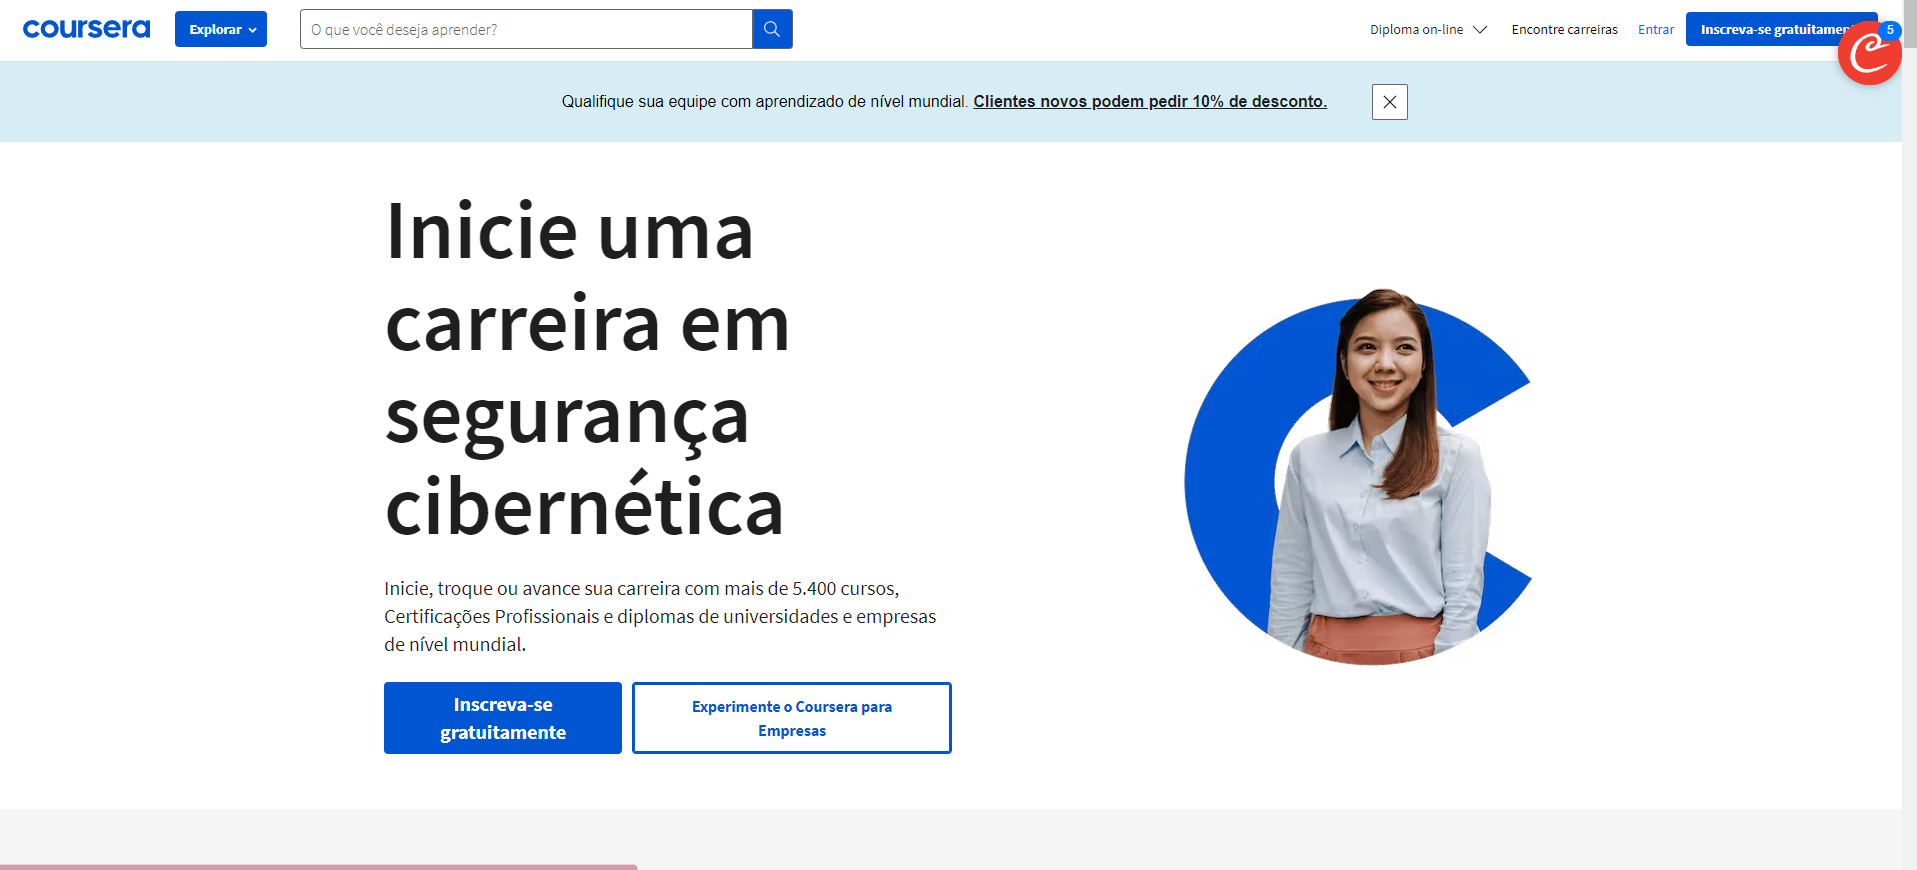 coursera
Explorar
O que você deseja aprender?
Diploma on-line
Encontre carreiras
Entrar
Inscreva-se gratuitamen
5
Qualifique sua equipe com aprendizado de nível mundial. Clientes novos podem pedir 10% de desconto.
Inicie uma
carreira em
segurança
cibernética
Inicie, troque ou avance sua carreira com mais de 5.400 cursos,
Certificações Profissionais e diplomas de universidades e empresas
de nível mundial.
Inscreva-se
gratuitamente
Experimente o Coursera para
Empresas